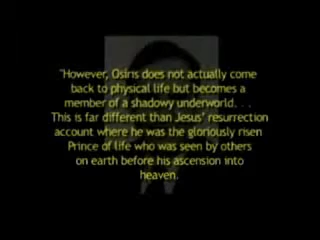 "However, Osiris does not actually come
back to physical life but becomes a
member of a shadowy underworld. . .
This is far different than Jesus' resurrection
account where he was the gloriously risen
Prince of life who was seen by others
on earth before his ascension into
heaven.